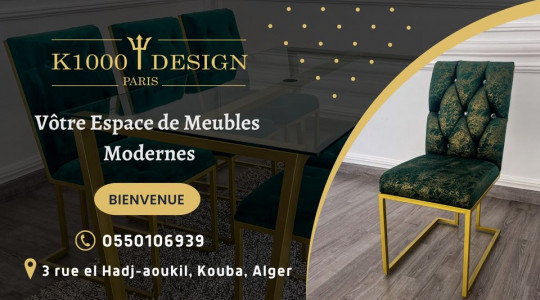 K1000 DESIGN
PARIS
Vôtre Espace de Meubles
Modernes
BIENVENUE
0550106939
3 rue el Hadj-aoukil, Kouba, Alger